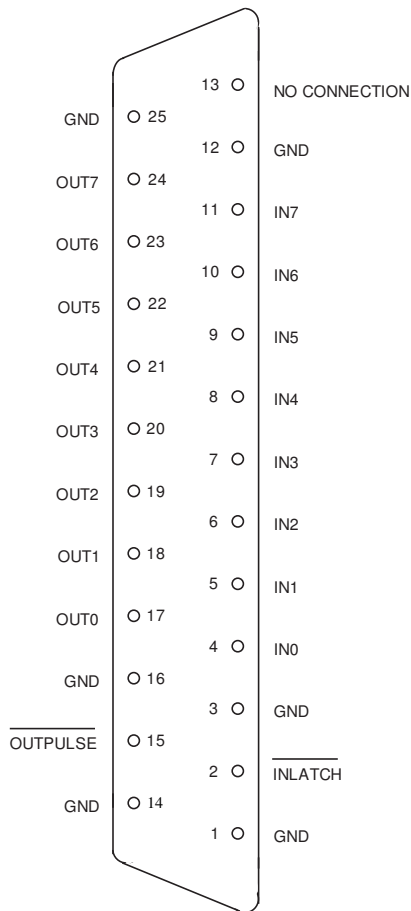 13 NO CONNECTION
GND 25
12 GND
OUT7 24
11 IN7
OUT6 23
10 IN6
OUT5 22
9 IN5
OUT4 21
8 IN4
OUT3 20
7 IN3
OUT2 19
6 IN2
OUT1 18
5 IN1
OUT0 17
4 IN0
GND 16
3 GND
OUTPULSE 15
2 INLATCH
GND 14
1 GND